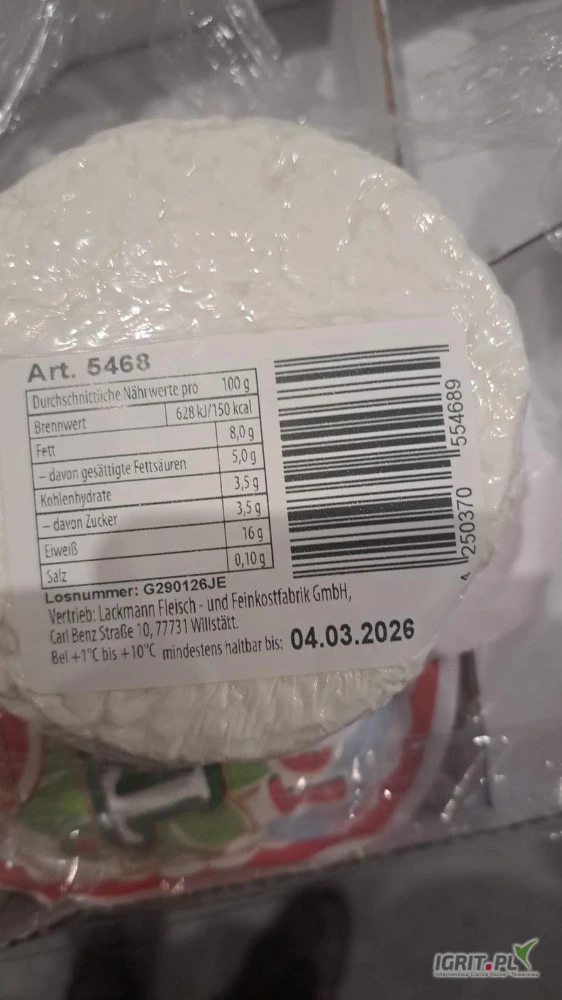 Art. 5468
Durchschnittliche Nährwerte pro 100 g
Brennwert 628 kJ/150 kcal
Fett 8,0 g
– davon gesättigte Fettsäuren 5,0 g
Kohlenhydrate 3,5 g
– davon Zucker 3,5 g
Eiweiß 16 g
Salz 0,10 g
Losnummer: G290126JE
Vertrieb: Lackmann Fleisch - und Feinkostfabrik GmbH,
Carl Benz Straße 10, 77731 Willstätt.
Bei +1°C bis +10°C mindestens haltbar bis: 04.03.2026
4 250370 554689
IGRIT.PL